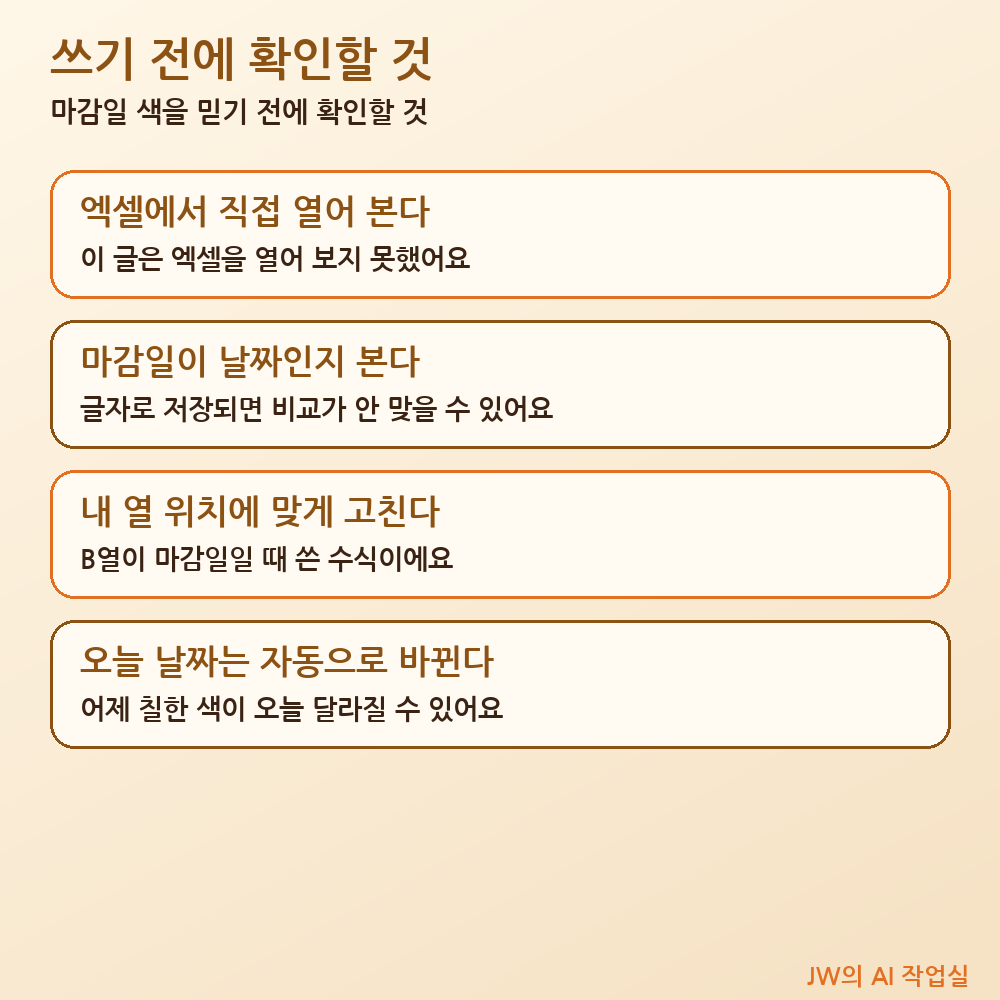 쓰기 전에 확인할 것
마감일 색을 믿기 전에 확인할 것
엑셀에서 직접 열어 본다
이 글은 엑셀을 열어 보지 못했어요
마감일이 날짜인지 본다
글자로 저장되면 비교가 안 맞을 수 있어요
내 열 위치에 맞게 고친다
B열이 마감일일 때 쓴 수식이에요
오늘 날짜는 자동으로 바뀐다
어제 칠한 색이 오늘 달라질 수 있어요
JW의 AI 작업실